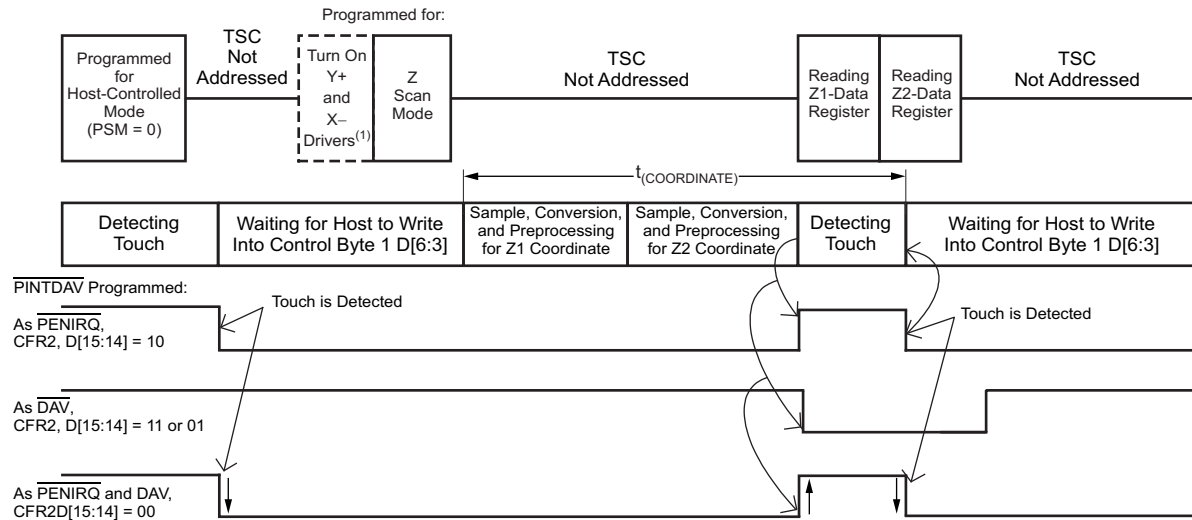 Programmed for:
Programmed
for
Host-Controlled
Mode
(PSM = 0)
TSC
Not
Addressed
Turn On
Y+
and
X–
Drivers(1)
Z
Scan
Mode
TSC
Not Addressed
Reading
Z1-Data
Register
Reading
Z2-Data
Register
TSC
Not Addressed
t(COORDINATE)
Detecting
Touch
Waiting for Host to Write
Into Control Byte 1 D[6:3]
Sample, Conversion,
and Preprocessing
for Z1 Coordinate
Sample, Conversion,
and Preprocessing
for Z2 Coordinate
Detecting
Touch
Waiting for Host to Write
Into Control Byte 1 D[6:3]
PINTDAV Programmed:
Touch is Detected
Touch is Detected
As PENIRQ,
CFR2, D[15:14] = 10
As DAV,
CFR2, D[15:14] = 11 or 01
As PENIRQ and DAV,
CFR2D[15:14] = 00